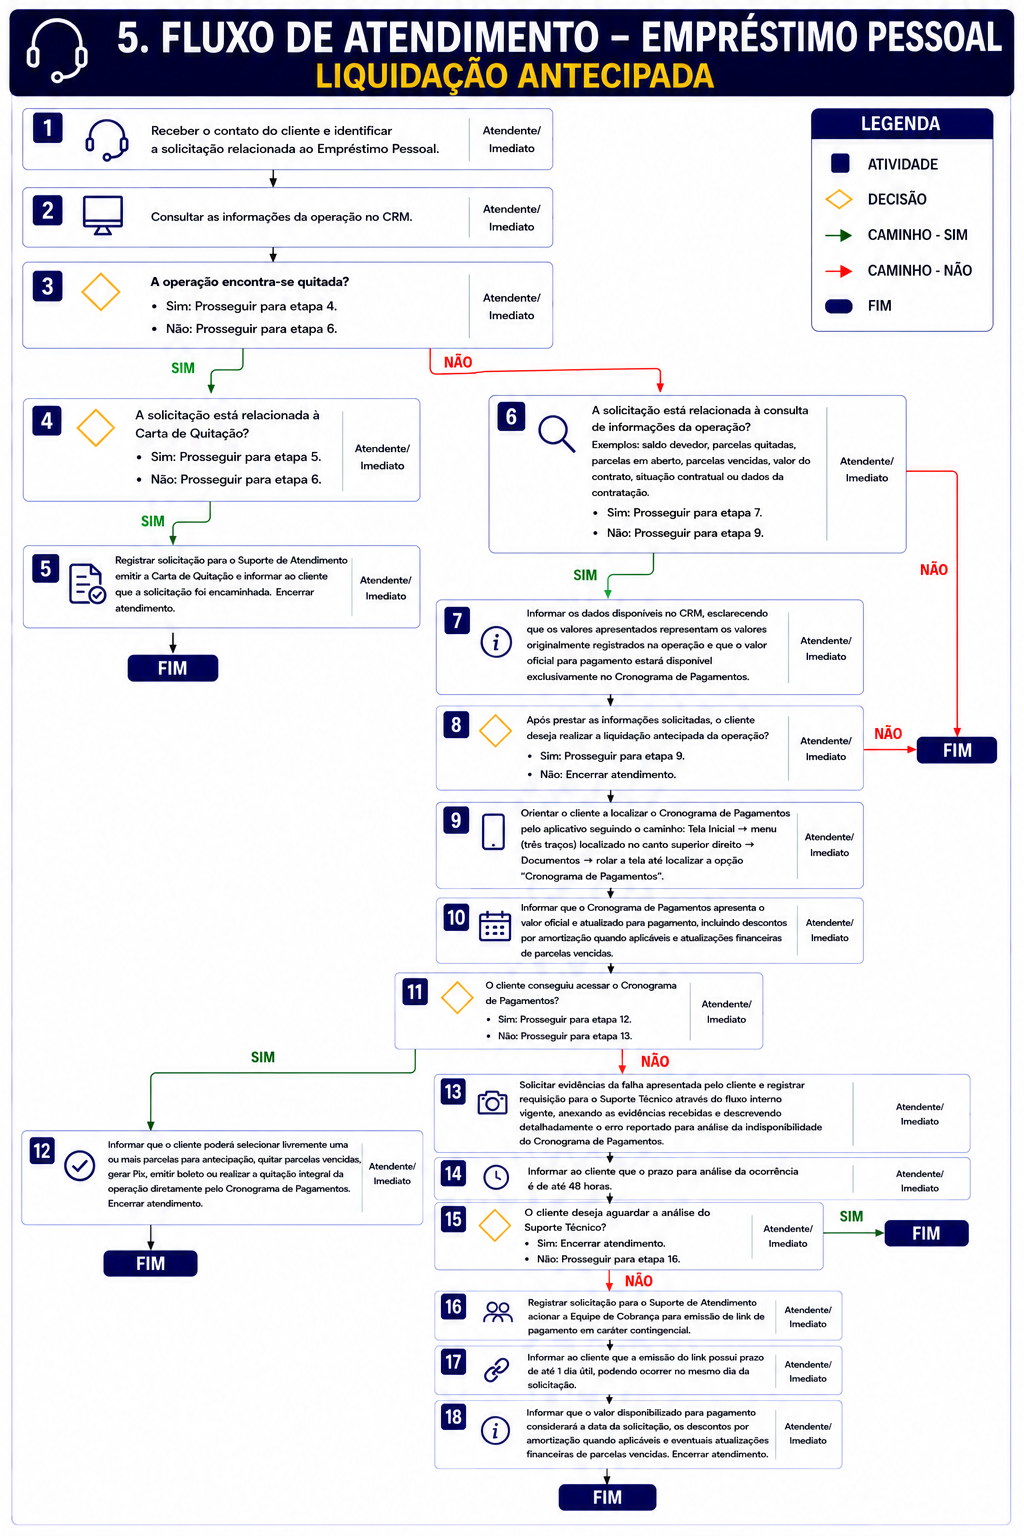 5. FLUXO DE ATENDIMENTO – EMPRÉSTIMO PESSOAL
LIQUIDAÇÃO ANTECIPADA
LEGENDA
ATIVIDADE
DECISÃO
CAMINHO - SIM
CAMINHO - NÃO
FIM
1
Receber o contato do cliente e identificar
a solicitação relacionada ao Empréstimo Pessoal.
Atendente/
Imediato
2
Consultar as informações da operação no CRM.
Atendente/
Imediato
3
A operação encontra-se quitada?
• Sim: Prosseguir para etapa 4.
• Não: Prosseguir para etapa 6.
Atendente/
Imediato
SIM
NÃO
4
A solicitação está relacionada à
Carta de Quitação?
• Sim: Prosseguir para etapa 5.
• Não: Prosseguir para etapa 6.
Atendente/
Imediato
SIM
5
Registrar solicitação para o Suporte de Atendimento
emitir a Carta de Quitação e informar ao cliente
que a solicitação foi encaminhada. Encerrar
atendimento.
Atendente/
Imediato
FIM
6
A solicitação está relacionada à consulta
de informações da operação?
Exemplos: saldo devedor, parcelas quitadas,
parcelas em aberto, parcelas vencidas, valor do
contrato, situação contratual ou dados da
contratação.
• Sim: Prosseguir para etapa 7.
• Não: Prosseguir para etapa 9.
Atendente/
Imediato
SIM
NÃO
7
Informar os dados disponíveis no CRM, esclarecendo
que os valores apresentados representam os valores
originalmente registrados na operação e que o valor
oficial para pagamento estará disponível
exclusivamente no Cronograma de Pagamentos.
Atendente/
Imediato
8
Após prestar as informações solicitadas, o cliente
deseja realizar a liquidação antecipada da operação?
• Sim: Prosseguir para etapa 9.
• Não: Encerrar atendimento.
Atendente/
Imediato
NÃO
FIM
9
Orientar o cliente a localizar o Cronograma de Pagamentos
pelo aplicativo seguindo o caminho: Tela Inicial → menu
(três traços) localizado no canto superior direito →
Documentos → rolar a tela até localizar a opção
“Cronograma de Pagamentos”.
Atendente/
Imediato
10
Informar que o Cronograma de Pagamentos apresenta o
valor oficial e atualizado para pagamento, incluindo descontos
por amortização quando aplicáveis e atualizações financeiras
de parcelas vencidas.
Atendente/
Imediato
11
O cliente conseguiu acessar o Cronograma
de Pagamentos?
• Sim: Prosseguir para etapa 12.
• Não: Prosseguir para etapa 13.
Atendente/
Imediato
SIM
NÃO
12
Informar que o cliente poderá selecionar livremente uma
ou mais parcelas para antecipação, quitar parcelas vencidas,
gerar Pix, emitir boleto ou realizar a quitação integral da
operação diretamente pelo Cronograma de Pagamentos.
Encerrar atendimento.
Atendente/
Imediato
FIM
13
Solicitar evidências da falha apresentada pelo cliente e registrar
requisição para o Suporte Técnico através do fluxo interno
vigente, anexando as evidências recebidas e descrevendo
detalhadamente o erro reportado para análise da indisponibilidade
do Cronograma de Pagamentos.
Atendente/
Imediato
14
Informar ao cliente que o prazo para análise da ocorrência
é de até 48 horas.
Atendente/
Imediato
15
O cliente deseja aguardar a análise do
Suporte Técnico?
• Sim: Encerrar atendimento.
• Não: Prosseguir para etapa 16.
Atendente/
Imediato
SIM
FIM
NÃO
16
Registrar solicitação para o Suporte de Atendimento
acionar a Equipe de Cobrança para emissão de link de
pagamento em caráter contingencial.
Atendente/
Imediato
17
Informar ao cliente que a emissão do link possui prazo
de até 1 dia útil, podendo ocorrer no mesmo dia da
solicitação.
Atendente/
Imediato
18
Informar que o valor disponibilizado para pagamento
considerará a data da solicitação, os descontos por
amortização quando aplicáveis e eventuais atualizações
financeiras de parcelas vencidas. Encerrar atendimento.
Atendente/
Imediato
FIM